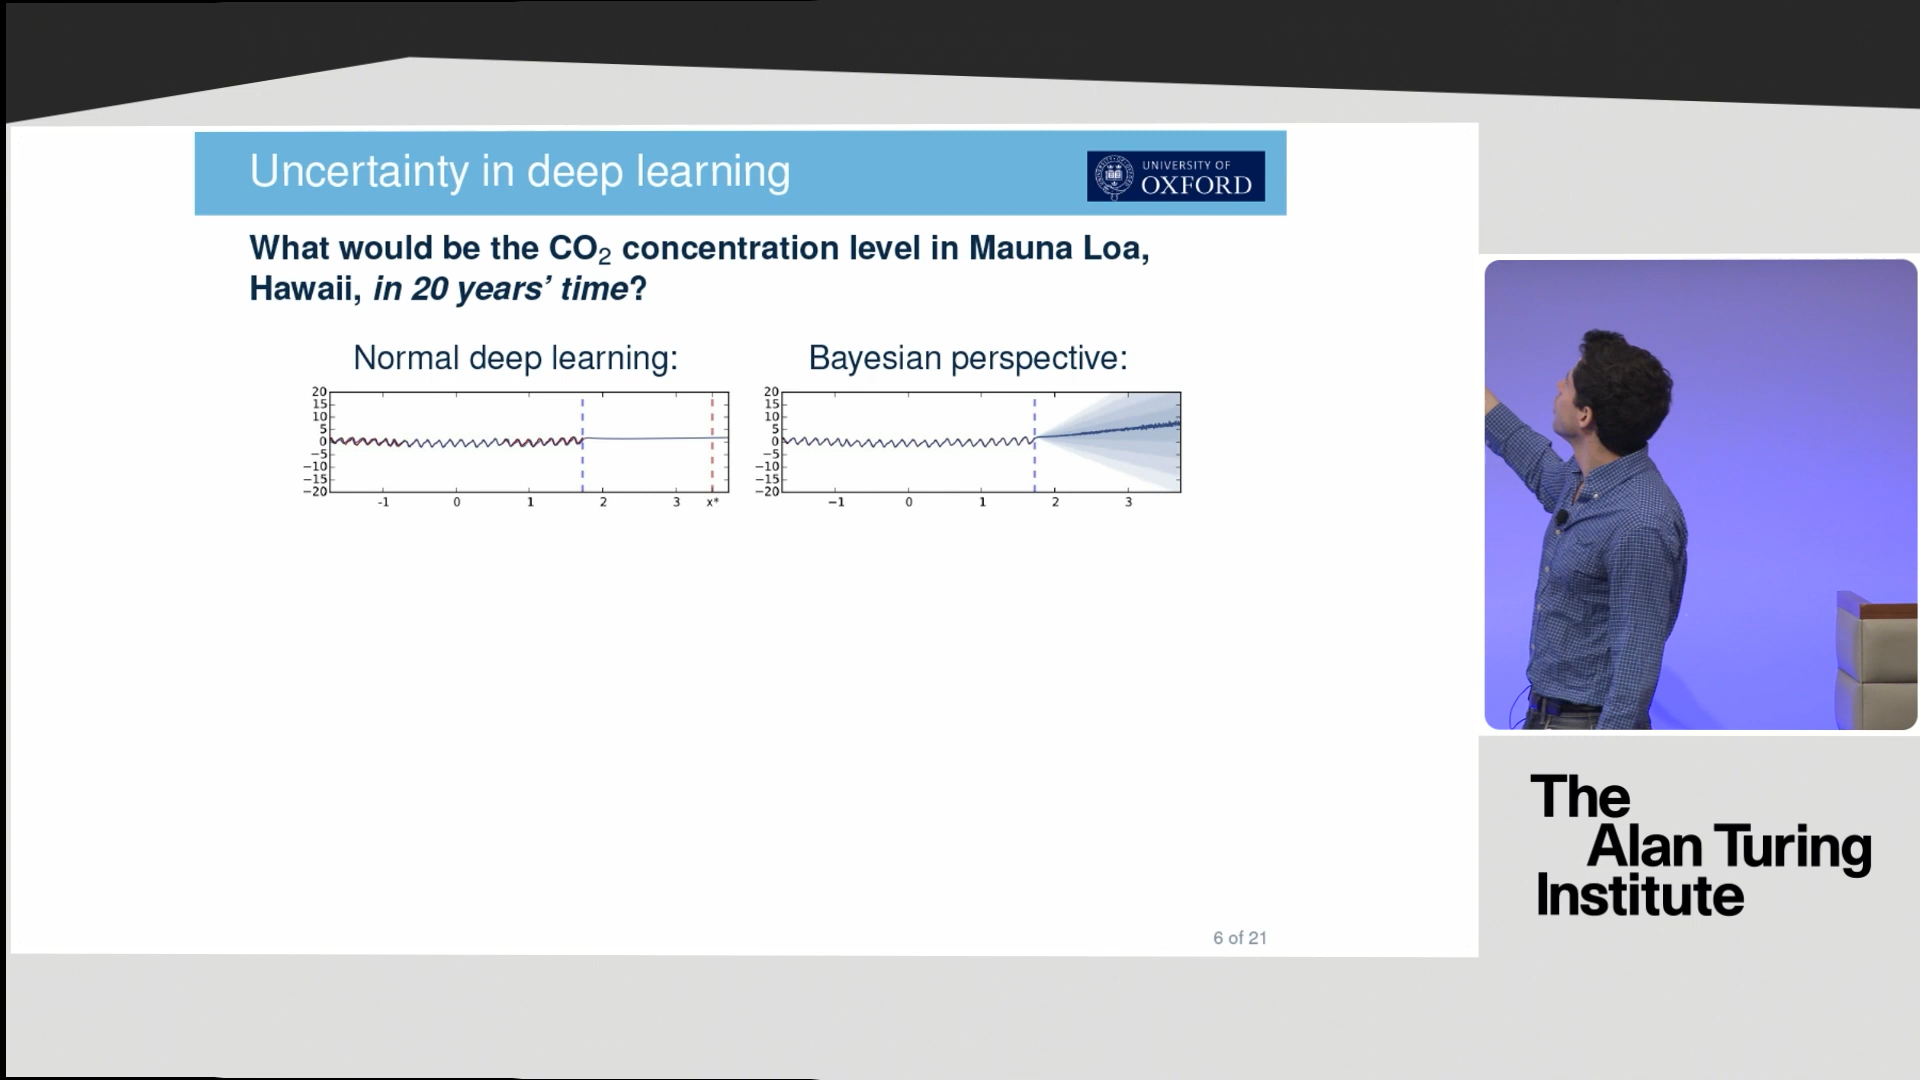 Uncertainty in deep learning
UNIVERSITY OF
OXFORD
What would be the CO₂ concentration level in Mauna Loa,
Hawaii, in 20 years' time?
Normal deep learning:
20
15
10
5
0
−5
−10
−15
−20
-1 0 1 2 3 x*
Bayesian perspective:
20
15
10
5
0
−5
−10
−15
−20
−1 0 1 2 3
6 of 21
The
Alan Turing
Institute